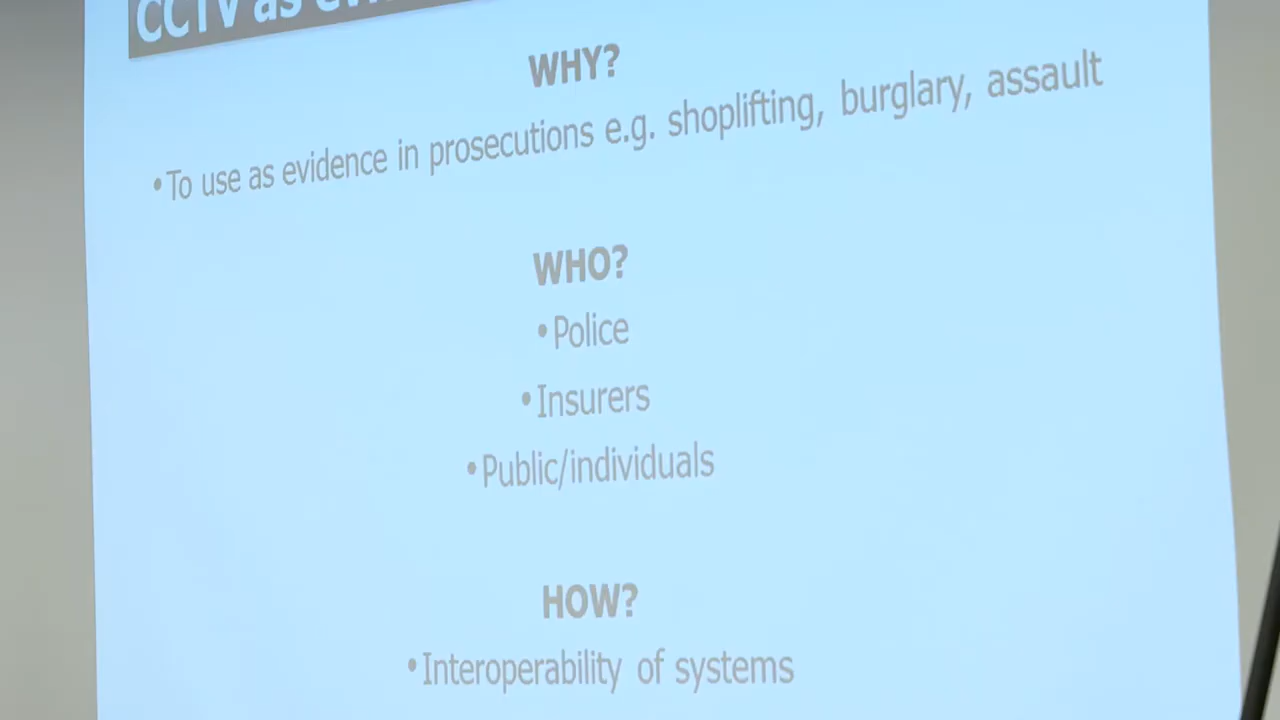 CCTV as
WHY?
•To use as evidence in prosecutions e.g. shoplifting, burglary, assault
WHO?
•Police
•Insurers
•Public/individuals
HOW?
•Interoperability of systems